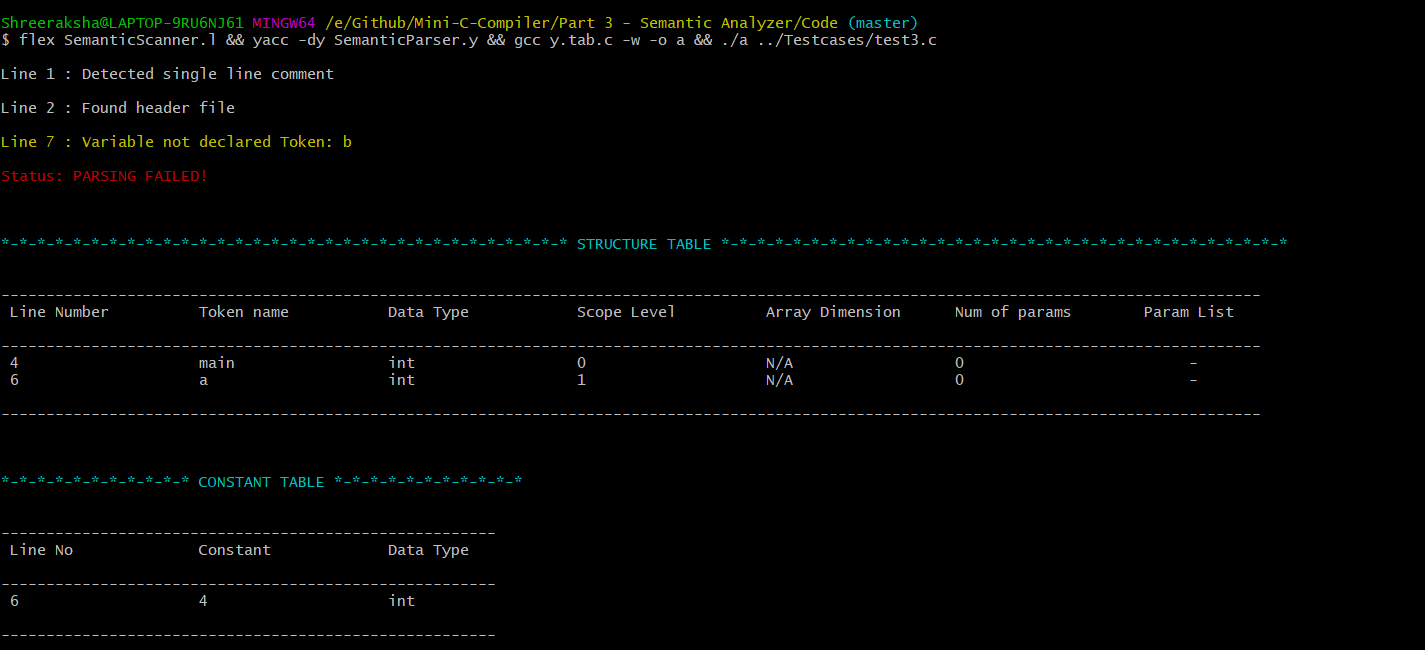 Shreeraksha@LAPTOP-9RU6NJ61 MINGW64 /e/Github/Mini-C-Compiler/Part 3 - Semantic Analyzer/Code (master)
$ flex SemanticScanner.l && yacc -dy SemanticParser.y && gcc y.tab.c -w -o a && ./a ../Testcases/test3.c
Line 1 : Detected single line comment
Line 2 : Found header file
Line 7 : Variable not declared Token: b
Status: PARSING FAILED!
*-*-*-*-*-*-*-*-*-*-*-*-*-*-*-*-*-*-*-*-*-*-*-*-*-*-*-*-*-*-*-* STRUCTURE TABLE *-*-*-*-*-*-*-*-*-*-*-*-*-*-*-*-*-*-*-*-*-*-*-*-*-*-*-*-*-*-*-*
--------------------------------------------------------------------------------------------------------------------------------------------
Line Number Token name Data Type Scope Level Array Dimension Num of params Param List
--------------------------------------------------------------------------------------------------------------------------------------------
4 main int 0 N/A 0 -
6 a int 1 N/A 0 -
--------------------------------------------------------------------------------------------------------------------------------------------
*-*-*-*-*-*-*-*-*-*-* CONSTANT TABLE *-*-*-*-*-*-*-*-*-*-*
-------------------------------------------------------
Line No Constant Data Type
-------------------------------------------------------
6 4 int
-------------------------------------------------------